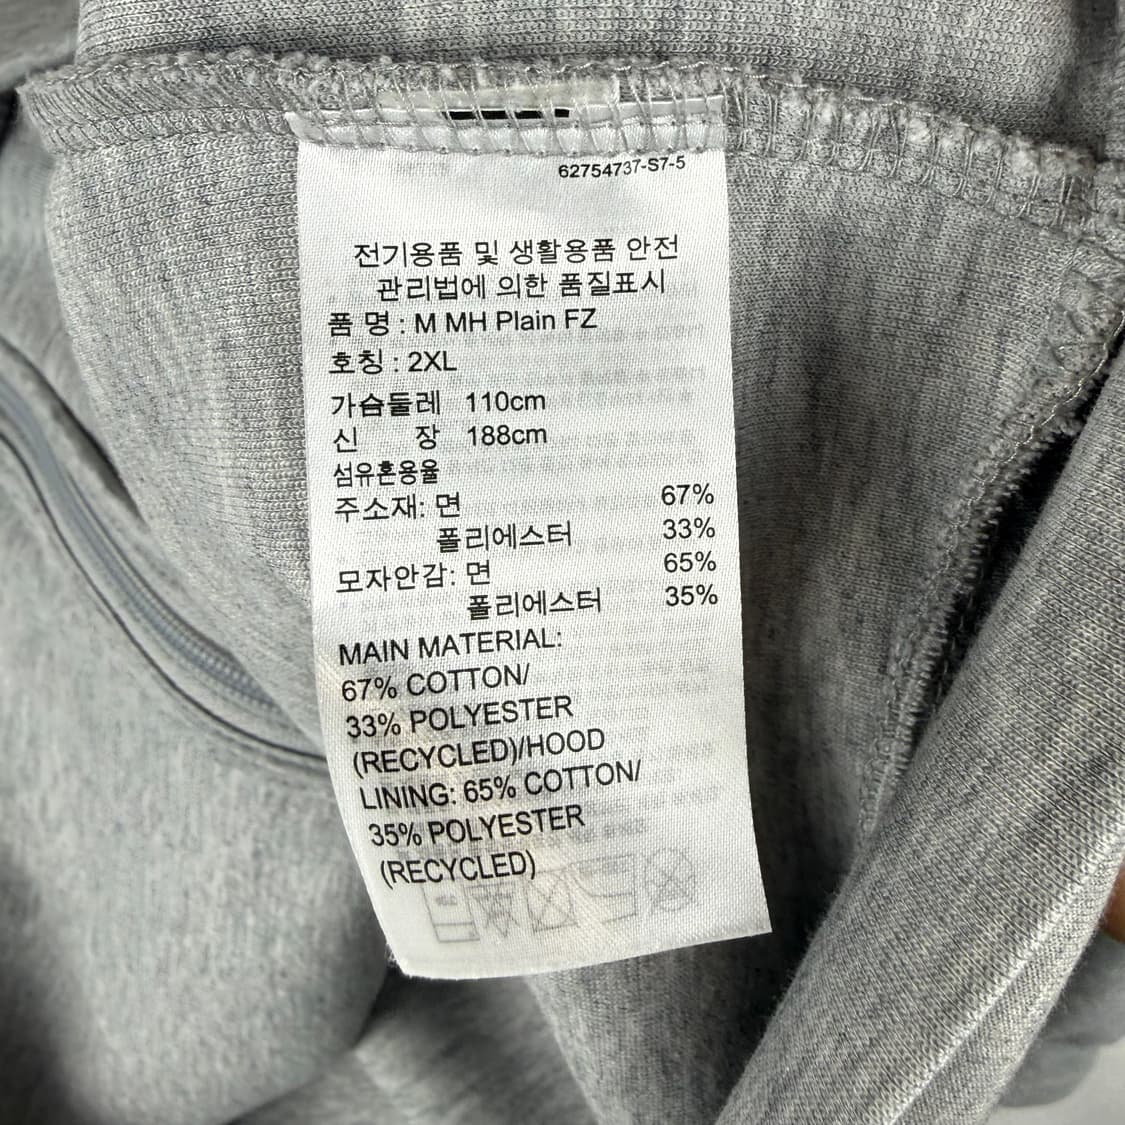 62754737-S7-5
전기용품 및 생활용품 안전
관리법에 의한 품질표시
품 명 : M MH Plain FZ
호칭 : 2XL
가슴둘레 110cm
신 장 188cm
섬유혼용율
주소재: 면 67%
폴리에스터 33%
모자안감: 면 65%
폴리에스터 35%
MAIN MATERIAL:
67% COTTON/
33% POLYESTER
(RECYCLED)/HOOD
LINING: 65% COTTON/
35% POLYESTER
(RECYCLED)